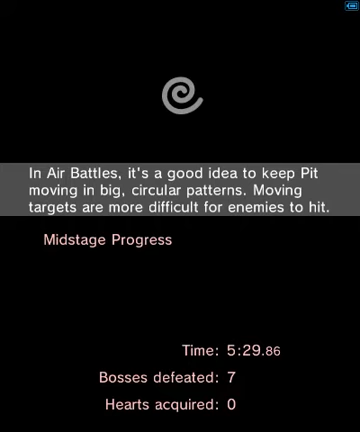 In Air Battles, it's a good idea to keep Pit
moving in big, circular patterns. Moving
targets are more difficult for enemies to hit.
Midstage Progress
Time: 5:29.86
Bosses defeated: 7
Hearts acquired: 0